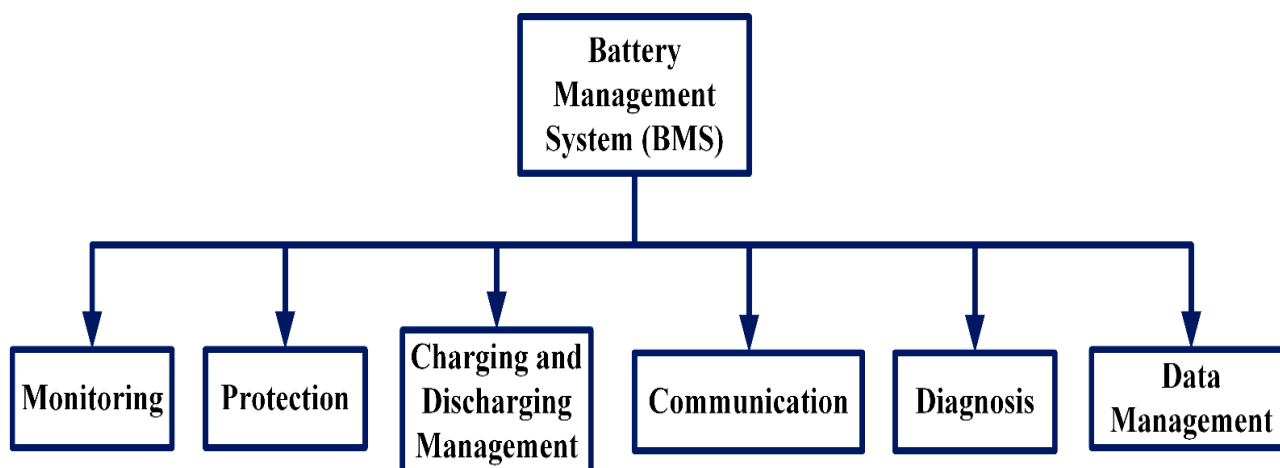 Battery
Management
System (BMS)
Monitoring
Protection
Charging and
Discharging
Management
Communication
Diagnosis
Data
Management